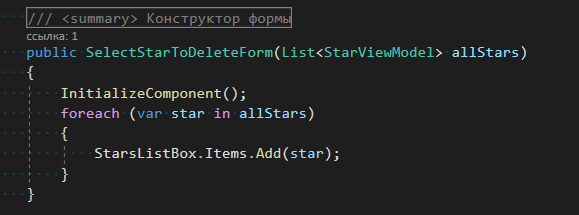 /// <summary> Конструктор формы
ссылка: 1
public SelectStarToDeleteForm(List<StarViewModel> allStars)
{
InitializeComponent();
foreach (var star in allStars)
{
StarsListBox.Items.Add(star);
}
}